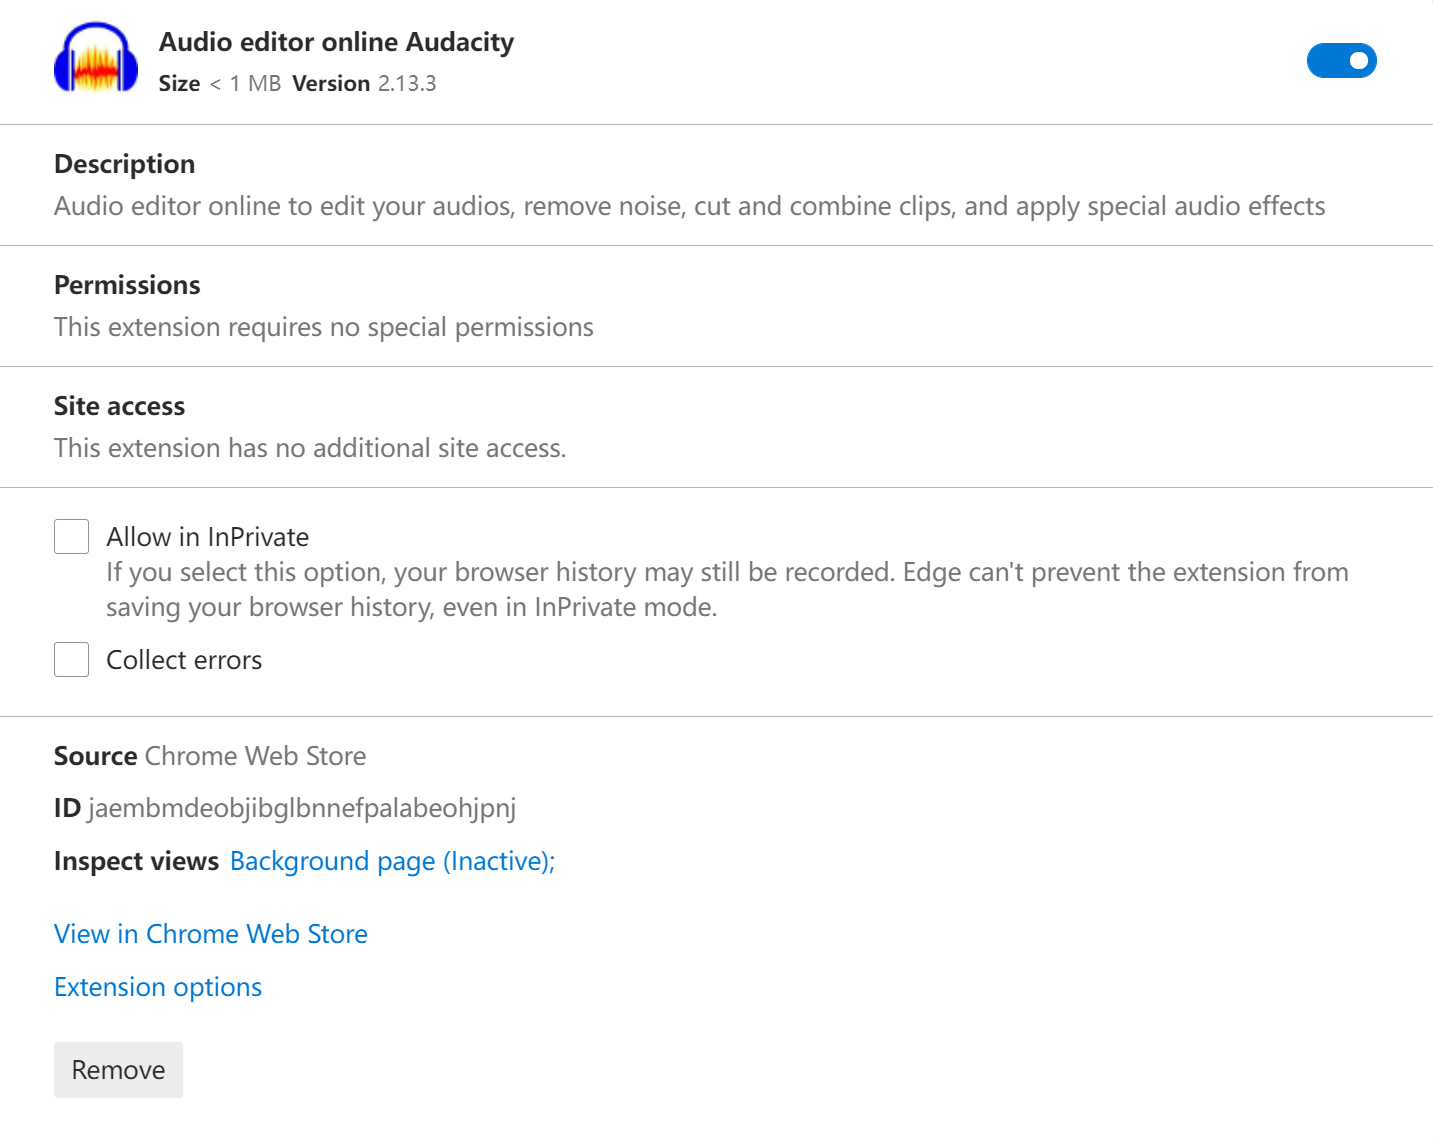 Audio editor online Audacity
Size < 1 MB Version 2.13.3
Description
Audio editor online to edit your audios, remove noise, cut and combine clips, and apply special audio effects
Permissions
This extension requires no special permissions
Site access
This extension has no additional site access.
Allow in InPrivate
If you select this option, your browser history may still be recorded. Edge can't prevent the extension from
saving your browser history, even in InPrivate mode.
Collect errors
Source Chrome Web Store
ID jaembmdeobjibglbnnefpalabeohjpnj
Inspect views Background page (Inactive);
View in Chrome Web Store
Extension options
Remove